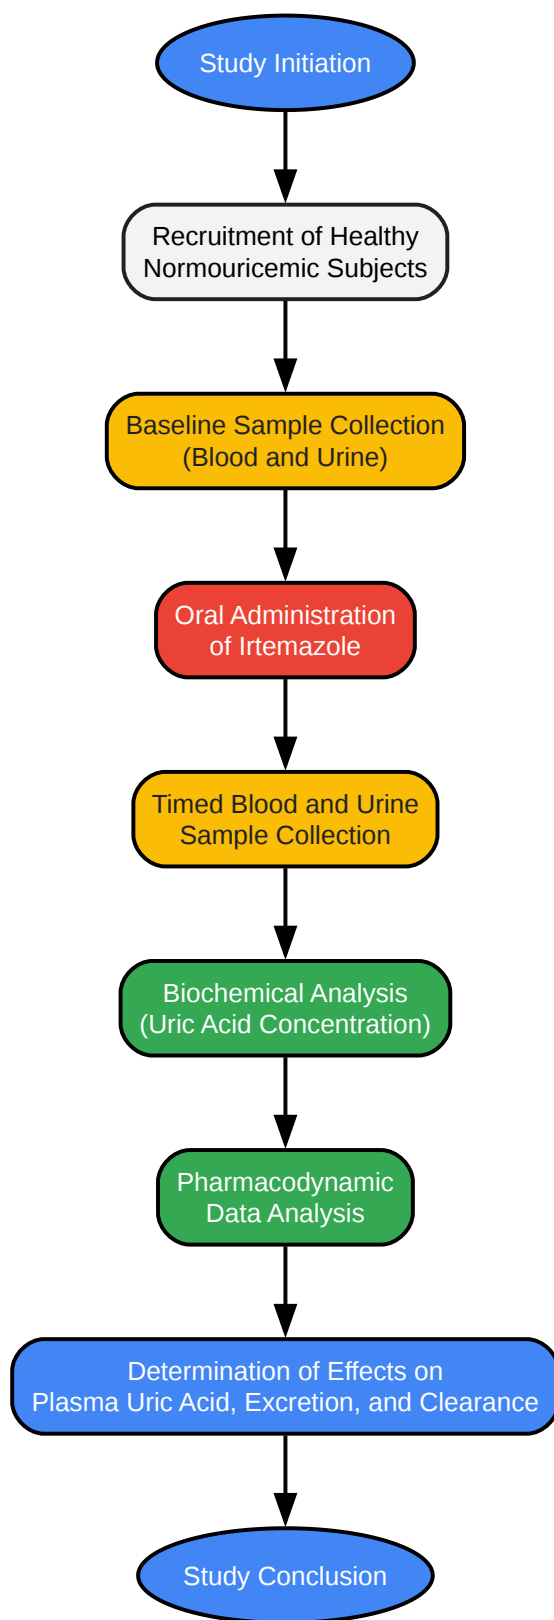 Study Initiation
Recruitment of Healthy
Normouricemic Subjects
Baseline Sample Collection
(Blood and Urine)
Oral Administration
of Irtemazole
Timed Blood and Urine
Sample Collection
Biochemical Analysis
(Uric Acid Concentration)
Pharmacodynamic
Data Analysis
Determination of Effects on
Plasma Uric Acid, Excretion, and Clearance
Study Conclusion